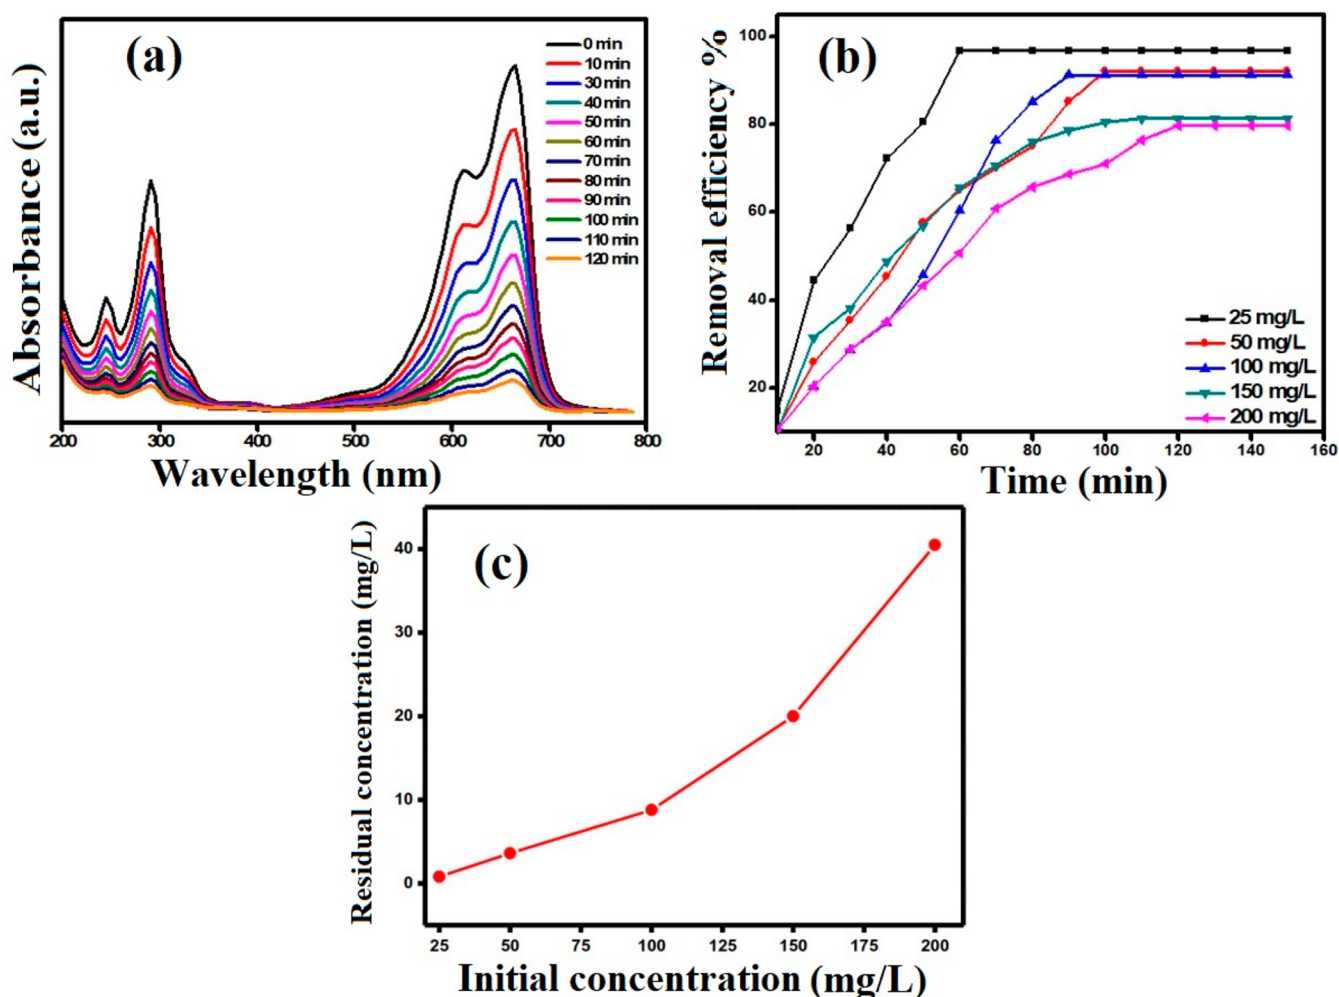 (a)
Absorbance (a.u.)
0 min
10 min
30 min
40 min
50 min
60 min
70 min
80 min
90 min
100 min
110 min
120 min
200 300 400 500 600 700 800
Wavelength (nm)
(b)
Removal efficiency %
100
80
60
40
20
25 mg/L
50 mg/L
100 mg/L
150 mg/L
200 mg/L
20 40 60 80 100 120 140 160
Time (min)
(c)
Residual concentration (mg/L)
40
30
20
10
0
25 50 75 100 125 150 175 200
Initial concentration (mg/L)